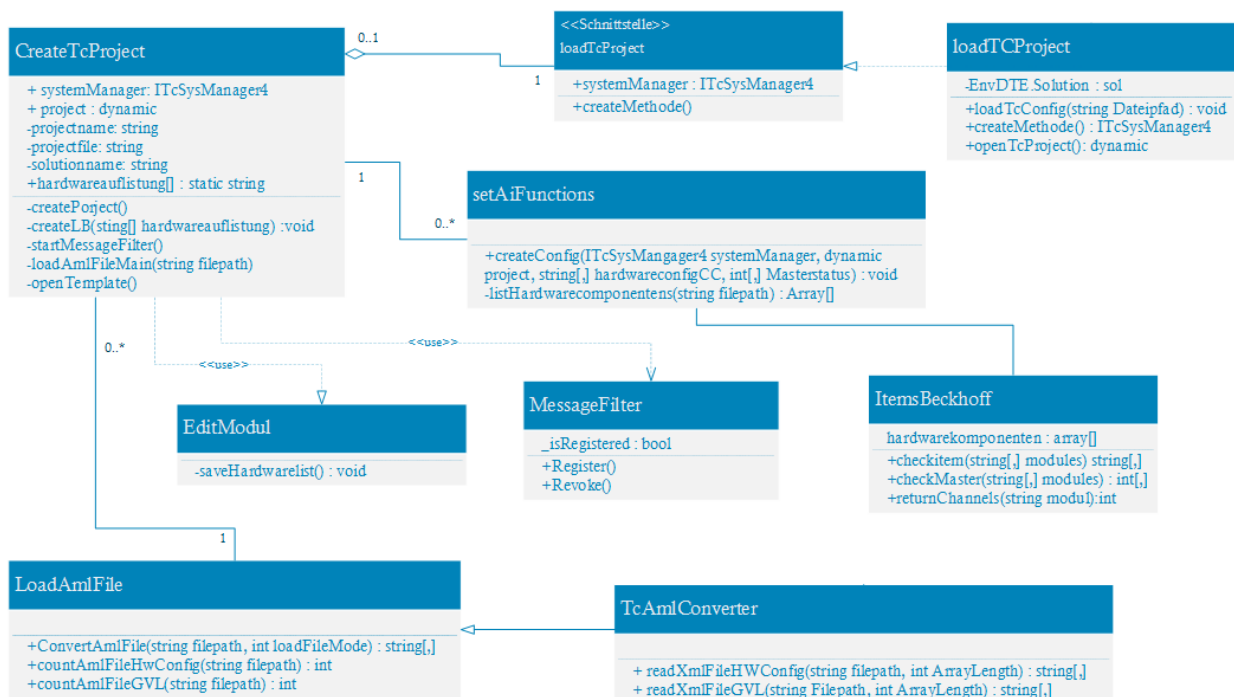 CreateTcProject
+ systemManager: ITcSysManager4
+ project : dynamic
-projectname: string
-projectfile: string
-solutionname: string
+hardwareauflistung[] : static string
-createPorject()
-createLB(sting[] hardwareauflistung) :void
-startMessageFilter()
-loadAmlFileMain(string filepath)
-openTemplate()
0..1
1
<<Schnittstelle>>
loadTcProject
+systemManager : ITcSysManager4
+createMethode()
loadTCProject
-EnvDTE.Solution : sol
+loadTcConfig(string Dateipfad) : void
+createMethode() : ITcSysManager4
+openTcProject(): dynamic
1
0..*
setAiFunctions
+createConfig(ITcSysMangager4 systemManager, dynamic
project, string[,] hardwareconfigCC, int[,] Masterstatus) : void
-listHardwarecomponentens(string filepath) : Array[]
0..*
<<use>>
<<use>>
EditModul
-saveHardwarelist() : void
MessageFilter
_isRegistered : bool
+Register()
+Revoke()
ItemsBeckhoff
hardwarekomponenten : array[]
+checkitem(string[,] modules) string[,]
+checkMaster(string[,] modules) : int[,]
+returnChannels(string modul):int
1
LoadAmlFile
+ConvertAmlFile(string filepath, int loadFileMode) : string[,]
+countAmlFileHwConfig(string filepath) : int
+countAmlFileGVL(string filepath) : int
TcAmlConverter
+ readXmlFileHWConfig(string filepath, int ArrayLength) : string[,]
+ readXmlFileGVL(string Filepath, int ArrayLength) : string[,]